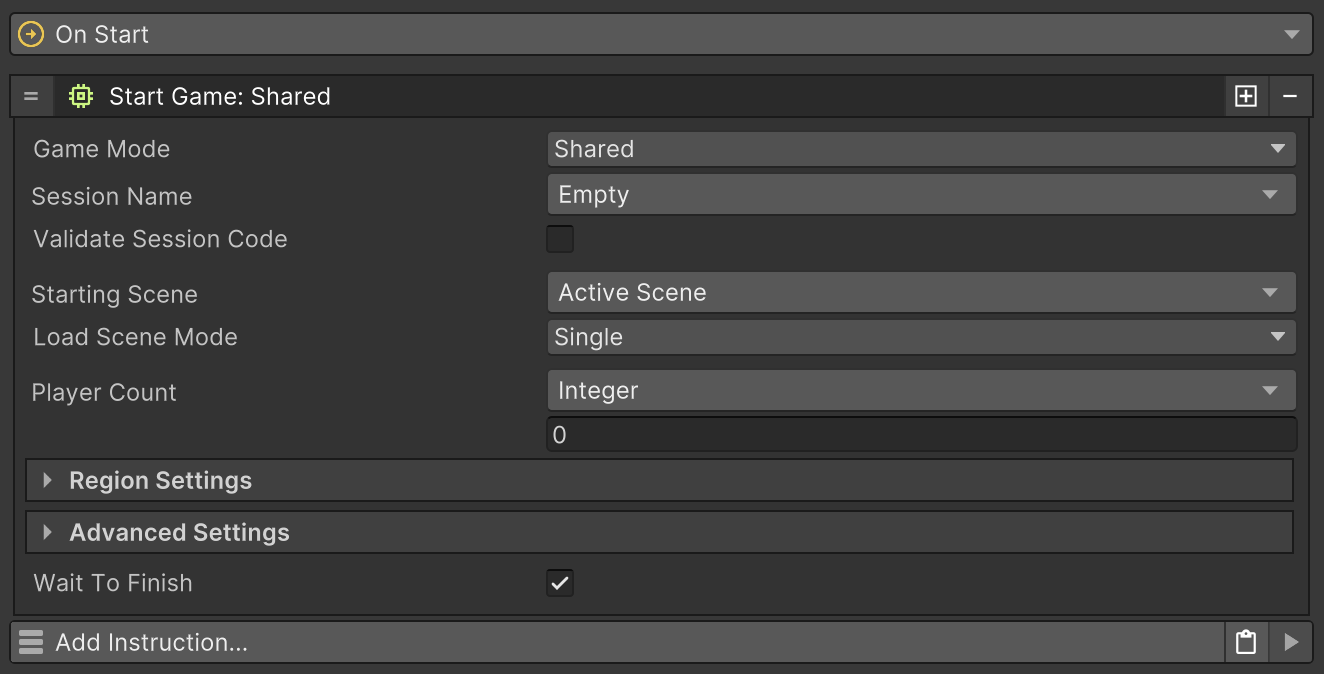 On Start
Start Game: Shared
Game Mode Shared
Session Name Empty
Validate Session Code
Starting Scene Active Scene
Load Scene Mode Single
Player Count Integer
0
Region Settings
Advanced Settings
Wait To Finish
Add Instruction...